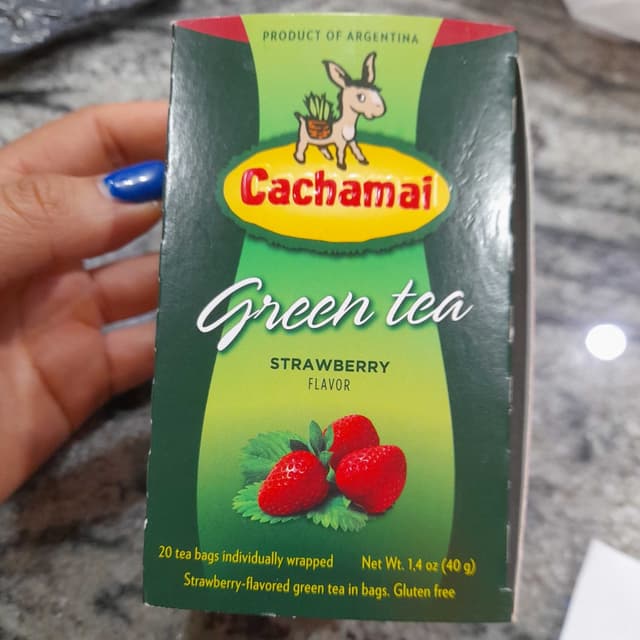 PRODUCT OF ARGENTINA
Cachamai
Green tea
STRAWBERRY
FLAVOR
20 tea bags individually wrapped Net Wt. 1,4 oz (40 g)
Strawberry-flavored green tea in bags. Gluten free